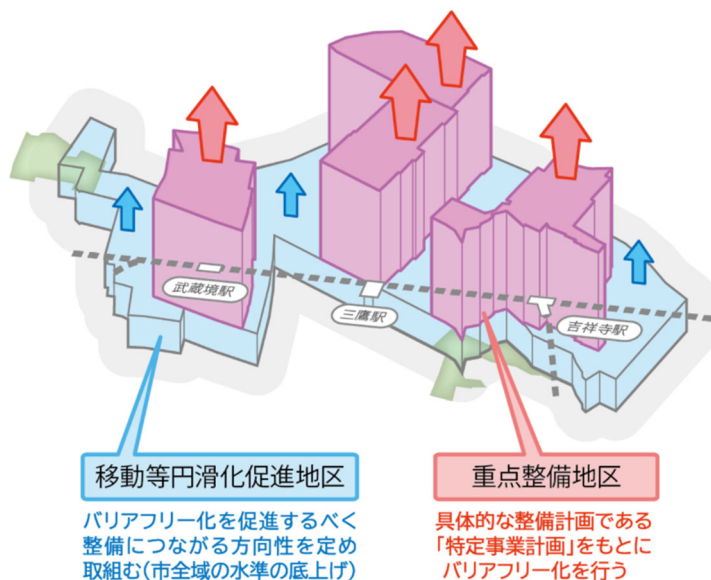 武蔵境駅
三鷹駅
吉祥寺駅
移動等円滑化促進地区
バリアフリー化を促進するべく
整備につながる方向性を定め
取組む(市全域の水準の底上げ)
重点整備地区
具体的な整備計画である
「特定事業計画」をもとに
バリアフリー化を行う